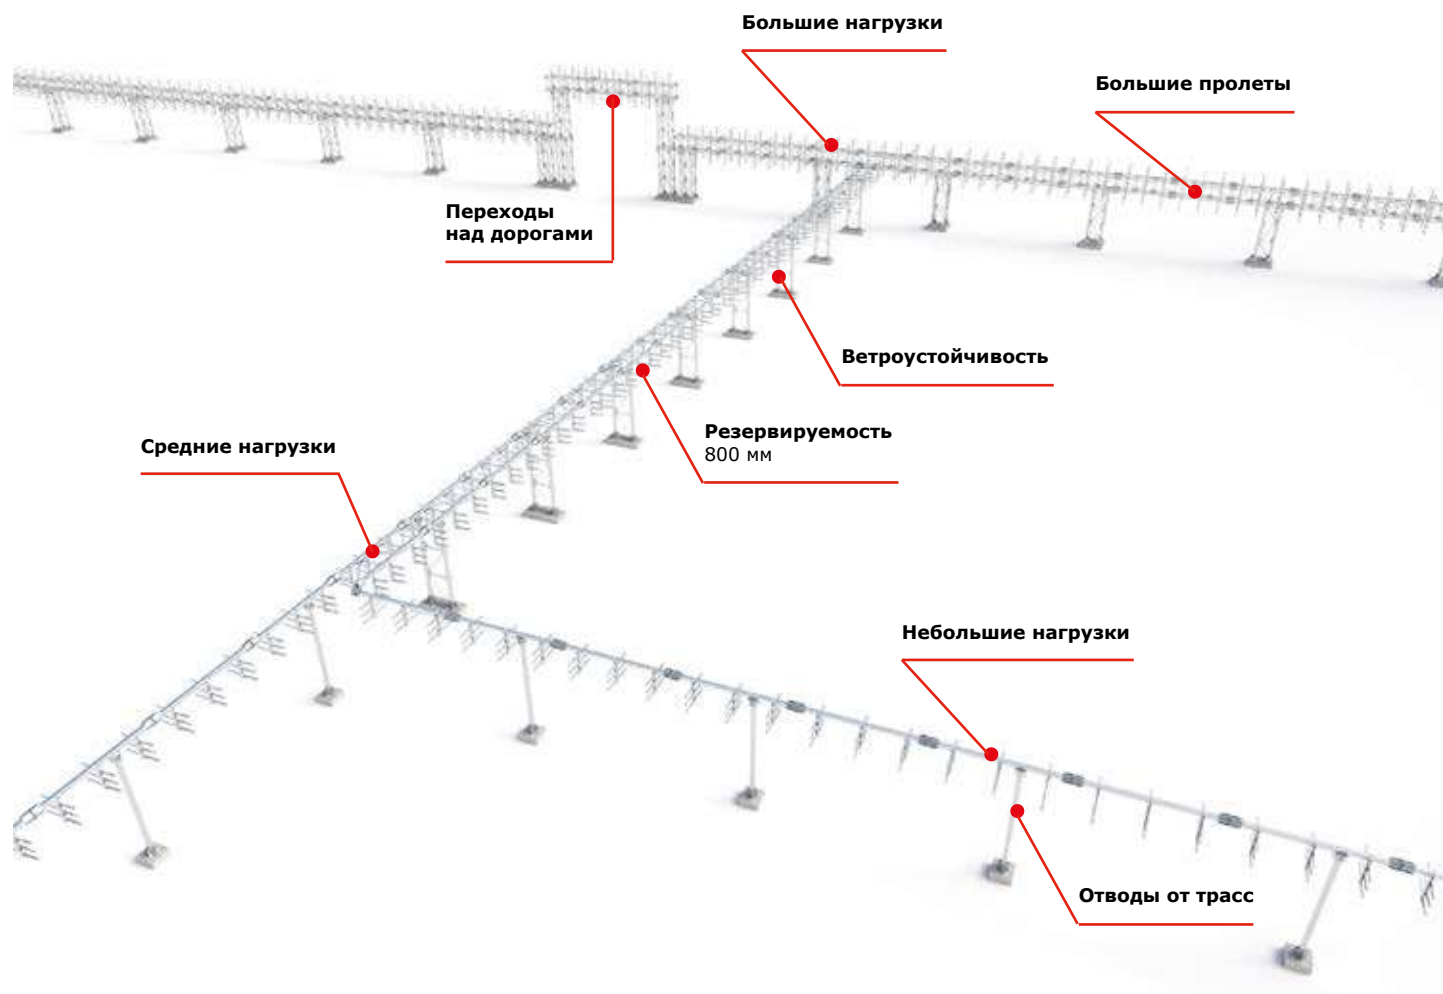 Большие нагрузки
Большие пролеты
Переходы
над дорогами
Ветроустойчивость
Резервируемость
800 мм
Средние нагрузки
Небольшие нагрузки
Отводы от трасс